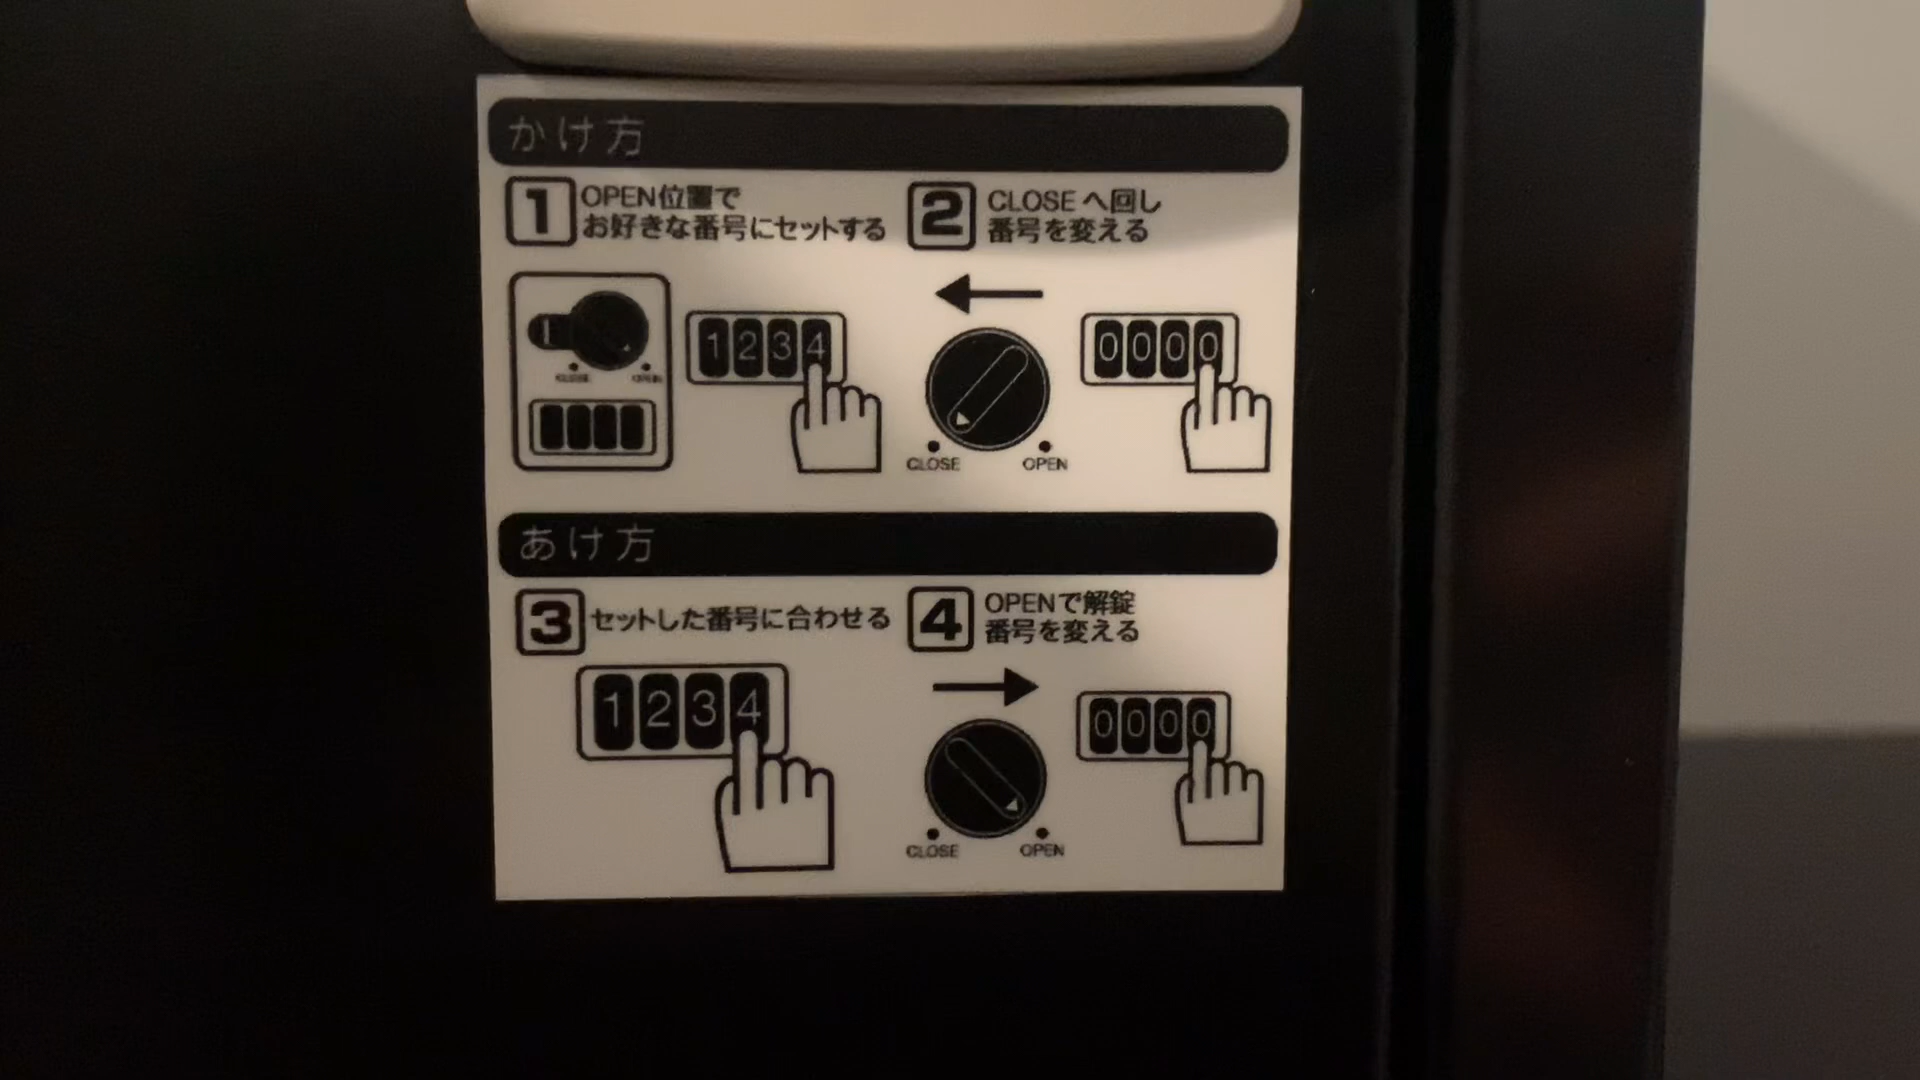 かけ方
1 OPEN位置で
お好きな番号にセットする
2 CLOSEへ回し
番号を変える
CLOSE OPEN
1234
0000
CLOSE OPEN
あけ方
3 セットした番号に合わせる
4 OPENで解錠
番号を変える
1234
0000
CLOSE OPEN